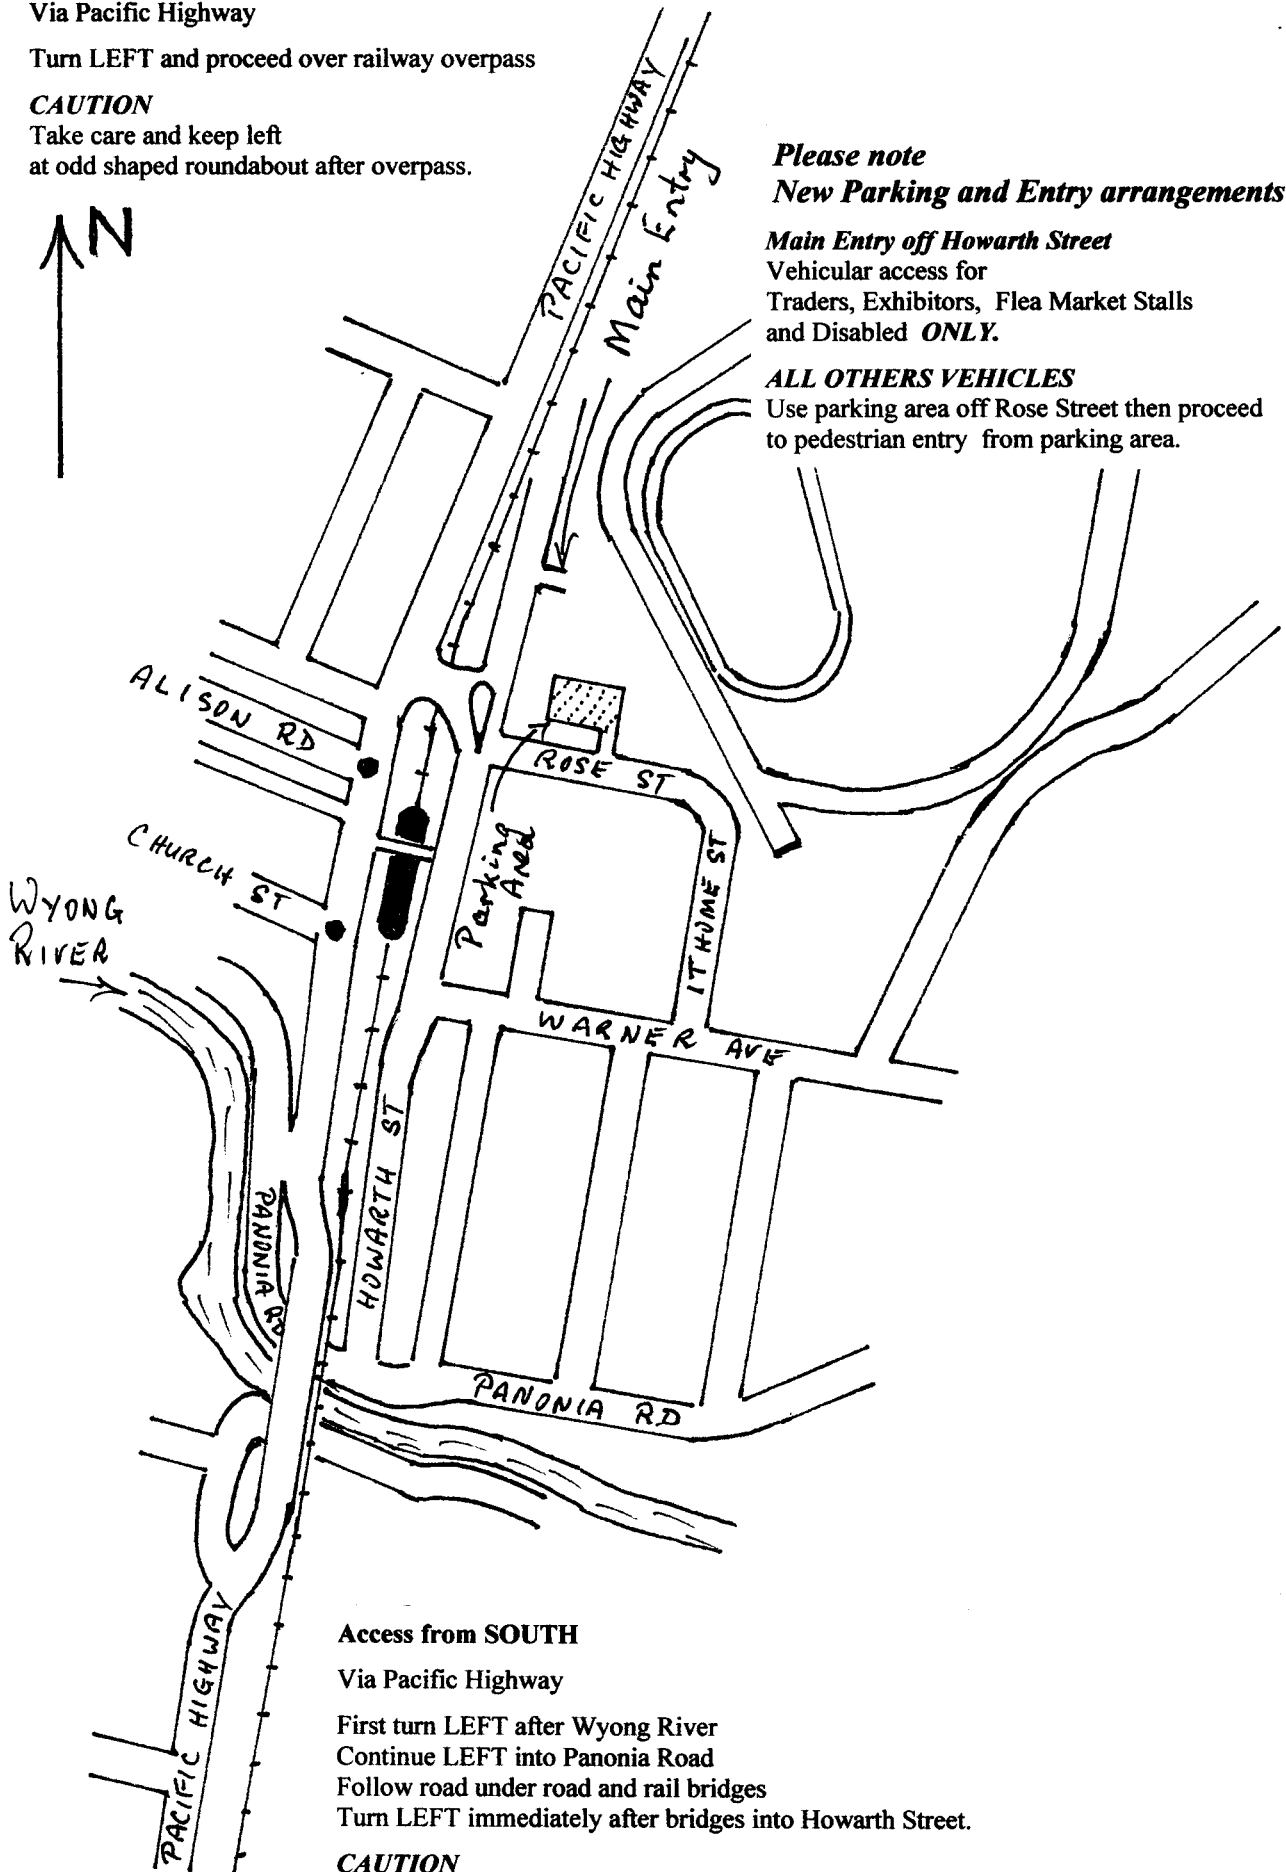 Via Pacific Highway
Turn LEFT and proceed over railway overpass
CAUTION
Take care and keep left
at odd shaped roundabout after overpass.
N
PACIFIC HIGHWAY
Main Entry
Please note
New Parking and Entry arrangements
Main Entry off Howarth Street
Vehicular access for
Traders, Exhibitors, Flea Market Stalls
and Disabled ONLY.
ALL OTHERS VEHICLES
Use parking area off Rose Street then proceed
to pedestrian entry from parking area.
ALISON RD
ROSE ST
Parking
Area
CHURCH
ST
ITHOME ST
WYONG
RIVER
WARNER AVE
HOWARTH ST
PANONIA RD
PANONIA RD
PACIFIC HIGHWAY
Access from SOUTH
Via Pacific Highway
First turn LEFT after Wyong River
Continue LEFT into Panonia Road
Follow road under road and rail bridges
Turn LEFT immediately after bridges into Howarth Street.
CAUTION